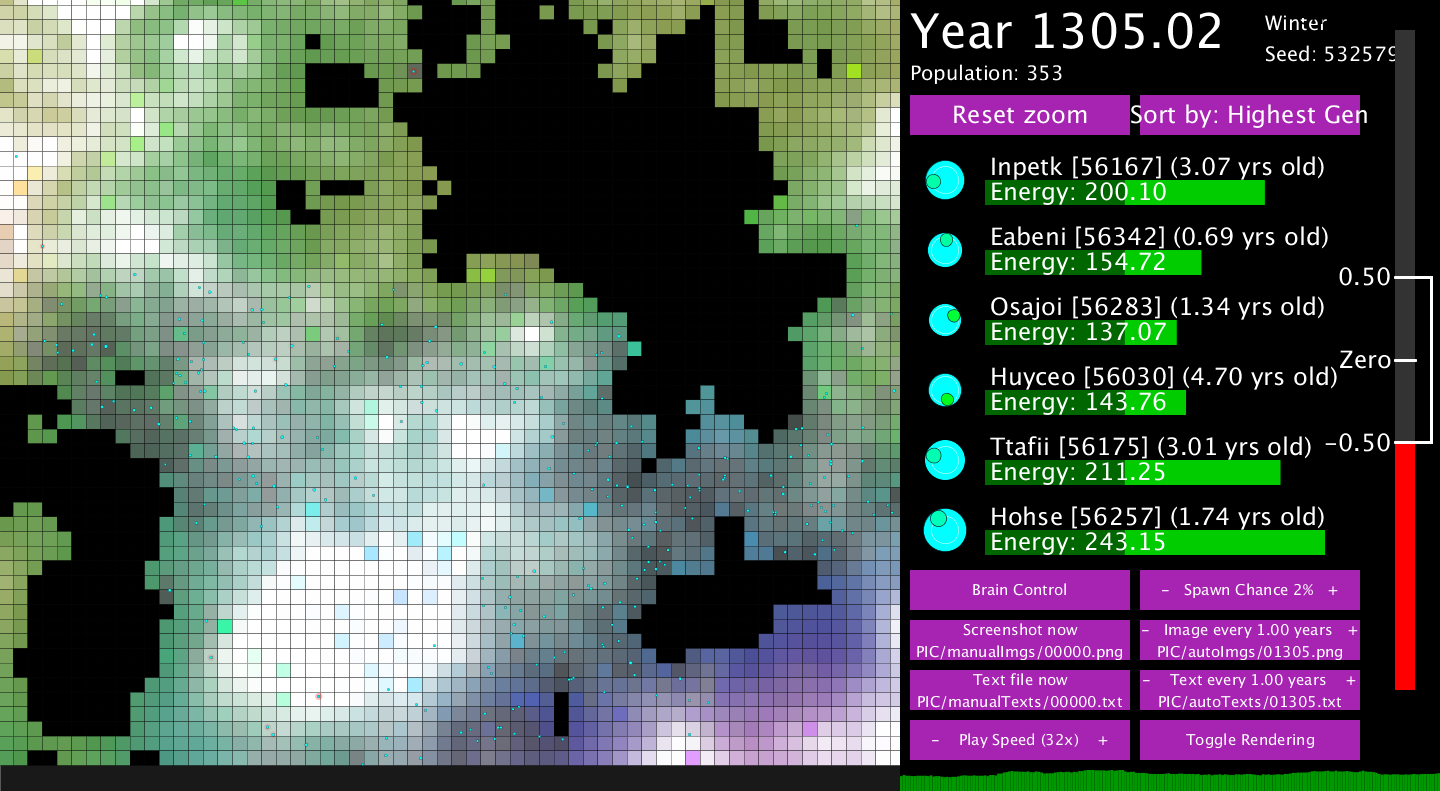 Year 1305.02
Winter
Seed: 532579
Population: 353
Reset zoom
Sort by: Highest Gen
Inpetk [56167] (3.07 yrs old)
Energy: 200.10
Eabeni [56342] (0.69 yrs old)
Energy: 154.72
0.50
Osajoi [56283] (1.34 yrs old)
Energy: 137.07
Zero
Huyceo [56030] (4.70 yrs old)
Energy: 143.76
Ttafii [56175] (3.01 yrs old)
-0.50
Energy: 211.25
Hohse [56257] (1.74 yrs old)
Energy: 243.15
Brain Control
- Spawn Chance 2% +
Screenshot now
PIC/manualImgs/00000.png
- Image every 1.00 years +
PIC/autoImgs/01305.png
Text file now
PIC/manualTexts/00000.txt
- Text every 1.00 years +
PIC/autoTexts/01305.txt
- Play Speed (32x) +
Toggle Rendering